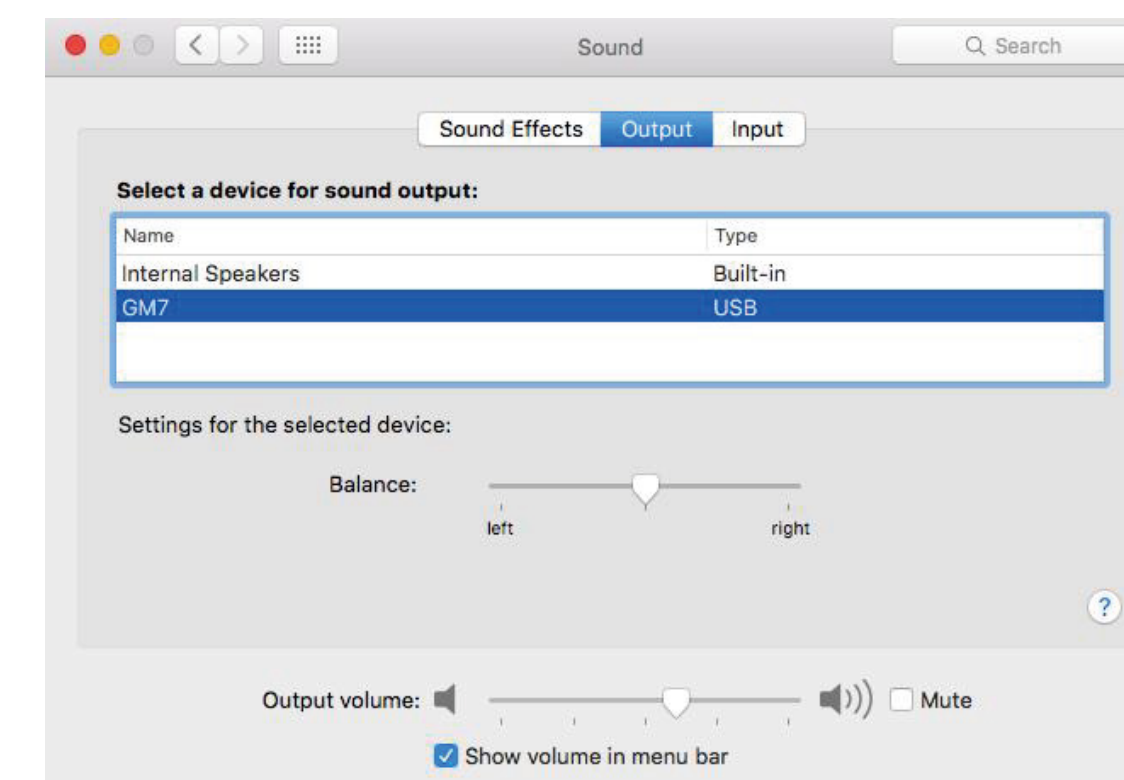 Sound
Search
Sound Effects Output Input
Select a device for sound output:
Name Type
Internal Speakers Built-in
GM7 USB
Settings for the selected device:
Balance:
left right
?
Output volume: Mute
Show volume in menu bar